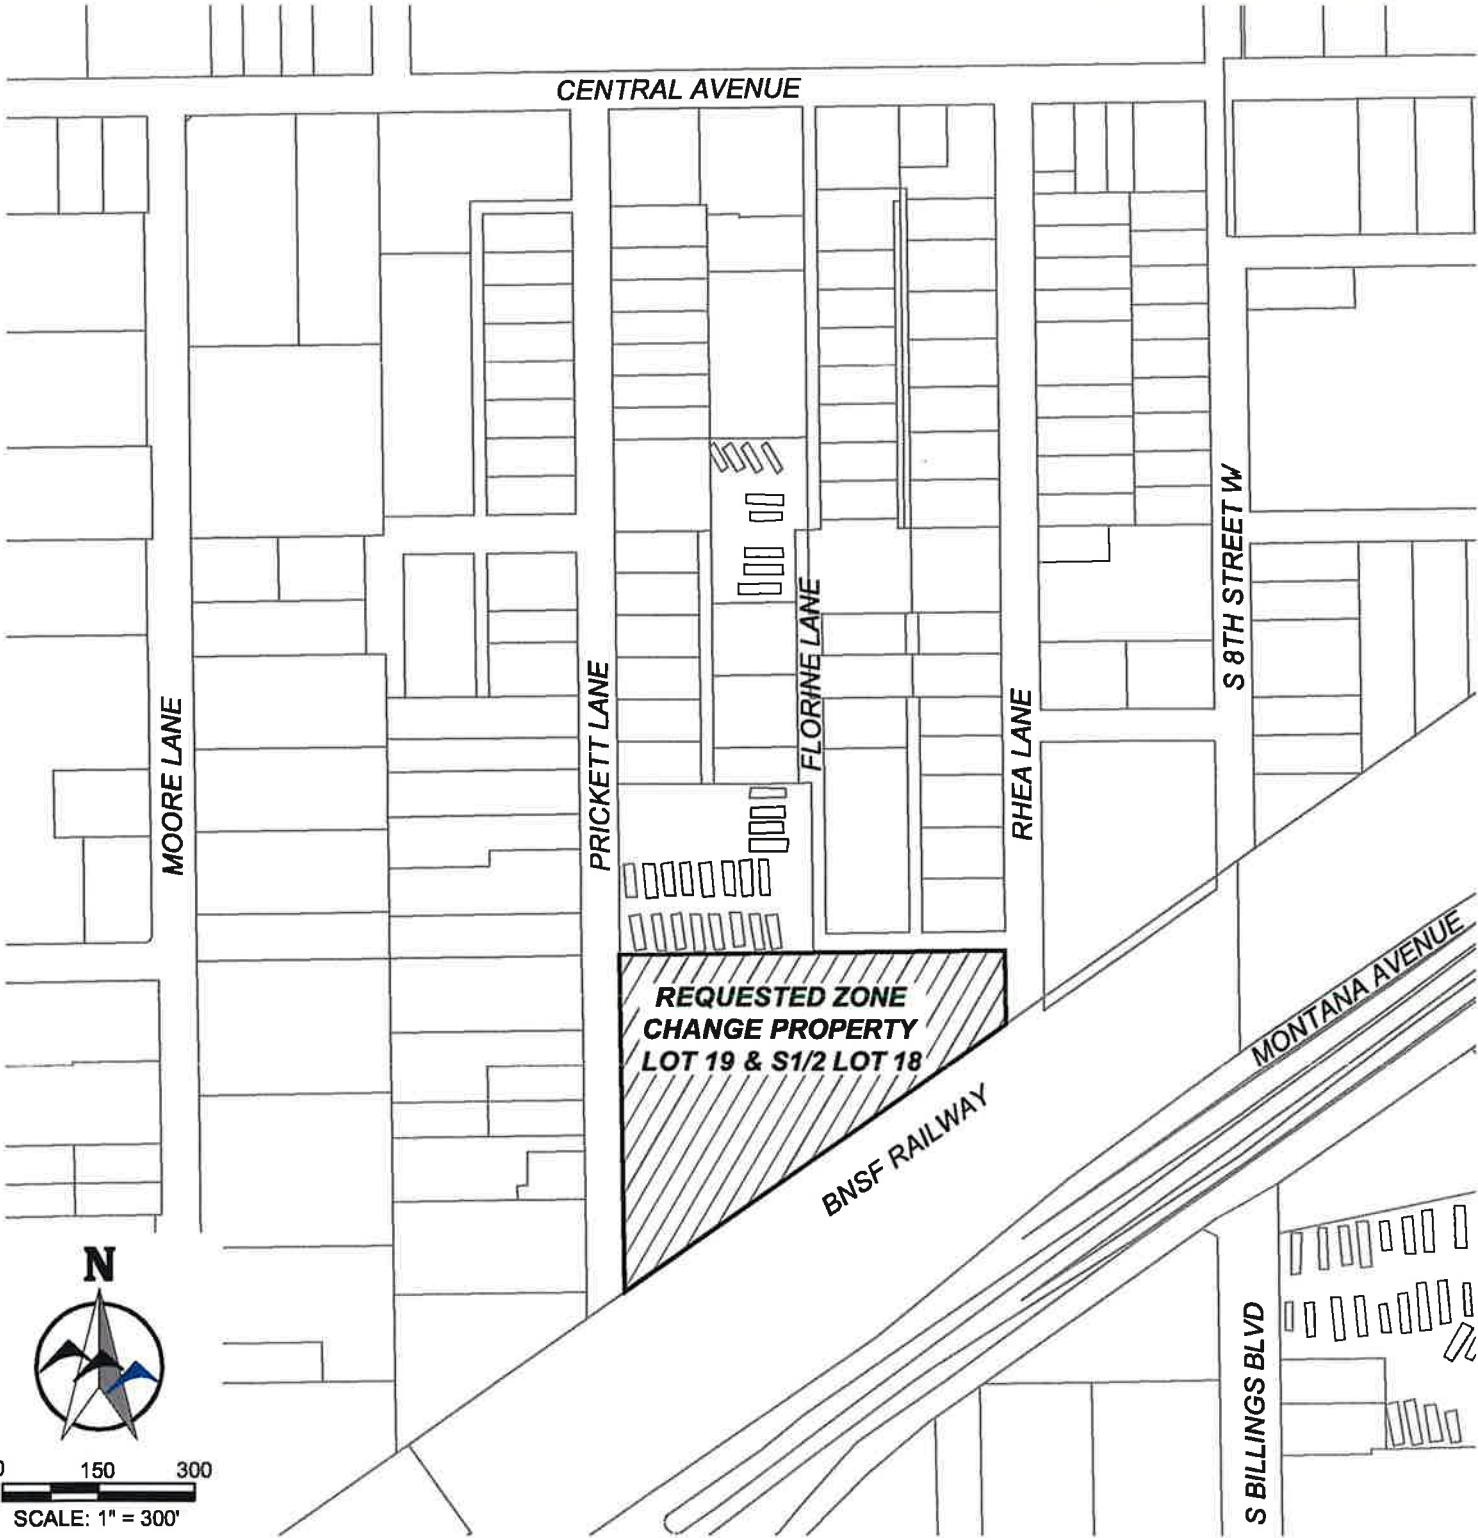 CENTRAL AVENUE
S 8TH STREET W
FLORINE LANE
PRICKETT LANE
RHEA LANE
MOORE LANE
MONTANA AVENUE
REQUESTED ZONE
CHANGE PROPERTY
LOT 19 & S1/2 LOT 18
BNSF RAILWAY
S BILLINGS BLVD
N
0 150 300
SCALE: 1" = 300'